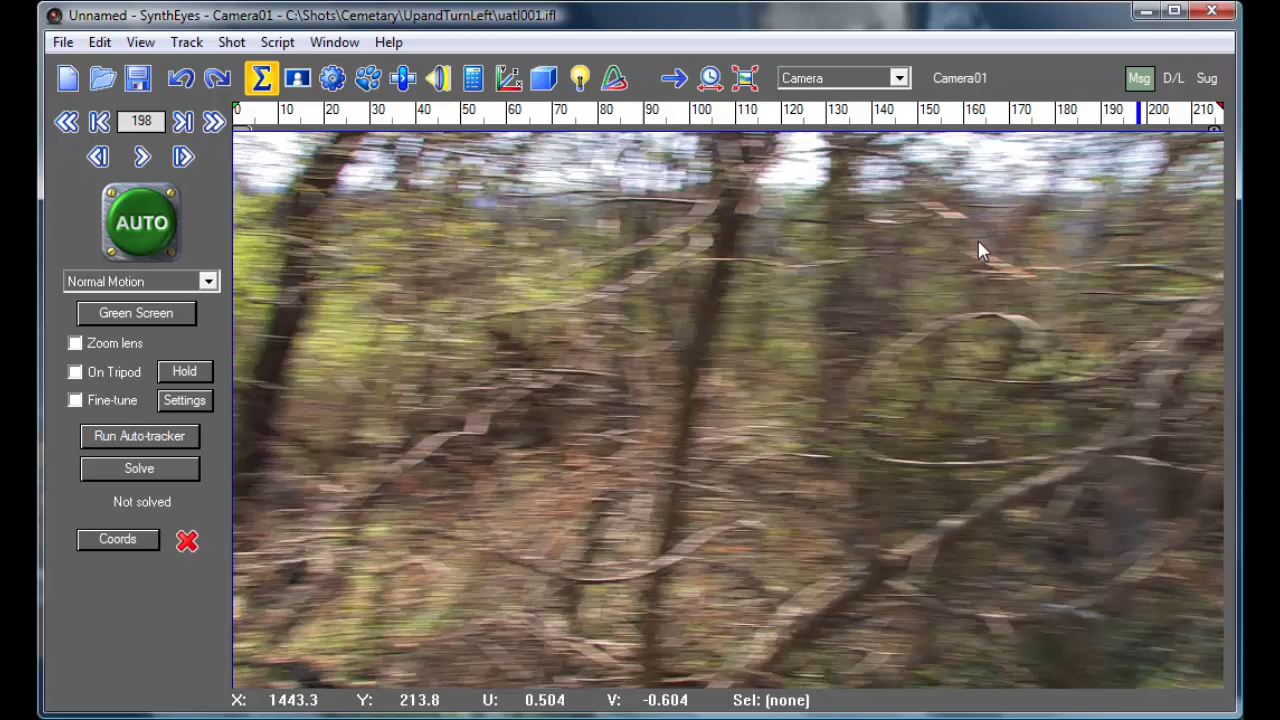 Unnamed - SynthEyes - Camera01 - C:\Shots\Cemetary\UpandTurnLeft\uatl001.ifl
File Edit View Track Shot Script Window Help
Camera Camera01 Msg D/L Sug
198 0 10 20 30 40 50 60 70 80 90 100 110 120 130 140 150 160 170 180 190 200 210
AUTO
Normal Motion
Green Screen
Zoom lens
On Tripod Hold
Fine-tune Settings
Run Auto-tracker
Solve
Not solved
Coords
X: 1443.3 Y: 213.8 U: 0.504 V: -0.604 Sel: [none]